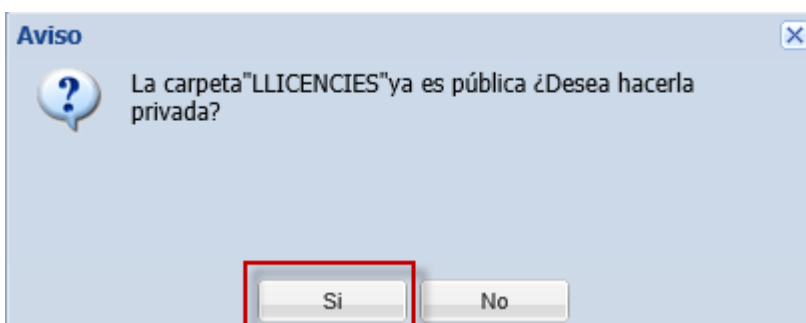 Aviso
La carpeta"LLICENCIES"ya es pública ¿Desea hacerla
privada?
Si No